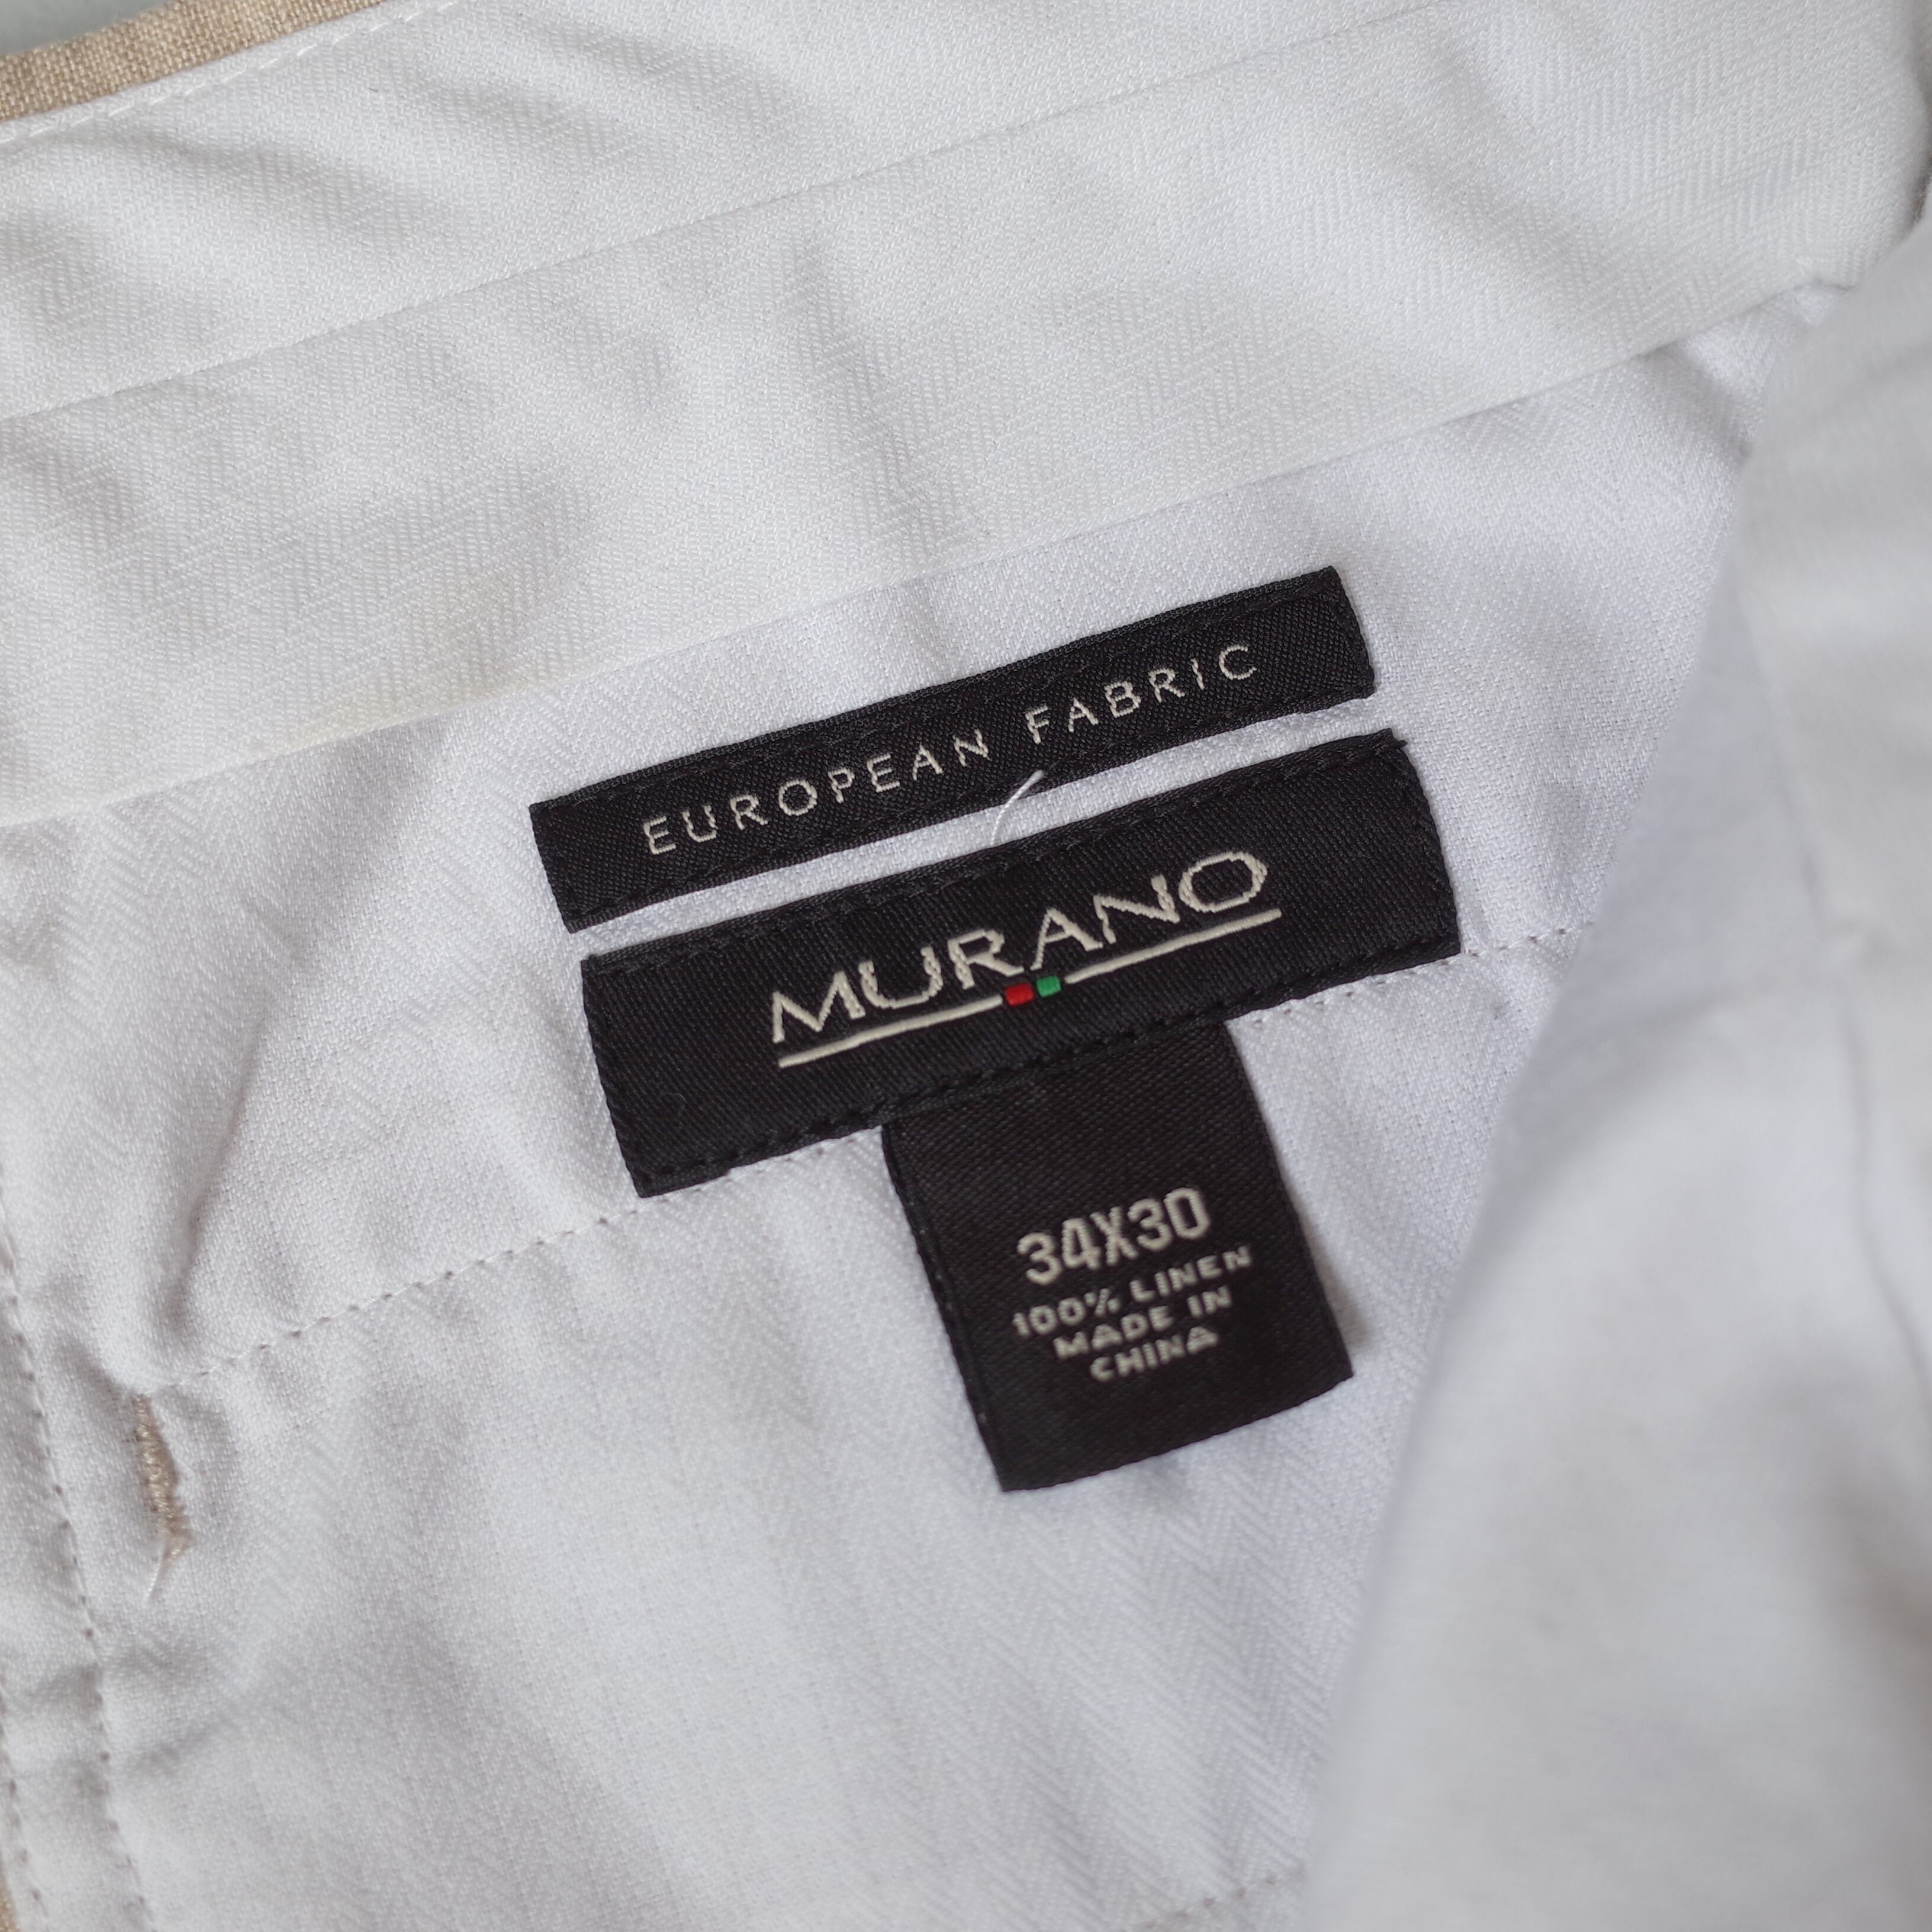 EUROPEAN FABRIC
MURANO
34X30
100% LINEN
MADE IN
CHINA